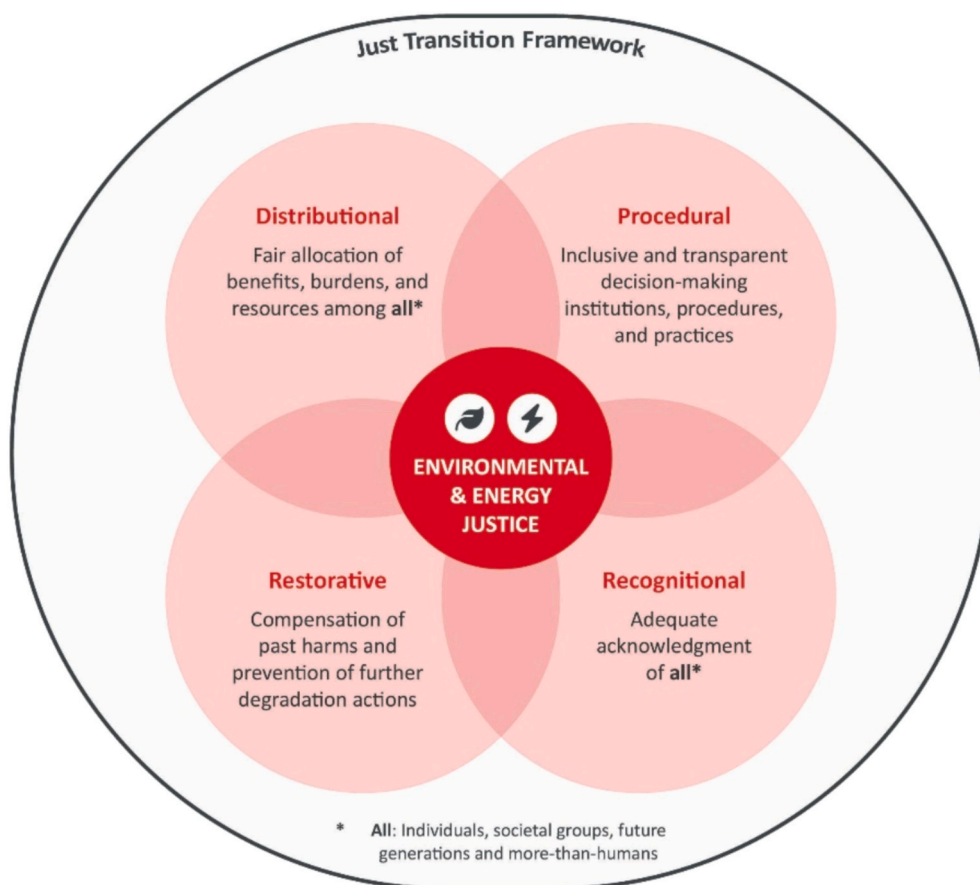 Just Transition Framework
Distributional
Fair allocation of
benefits, burdens, and
resources among all*
Procedural
Inclusive and transparent
decision-making
institutions, procedures,
and practices
ENVIRONMENTAL
& ENERGY
JUSTICE
Restorative
Compensation of
past harms and
prevention of further
degradation actions
Recognitional
Adequate
acknowledgment
of all*
* All: Individuals, societal groups, future
generations and more-than-humans